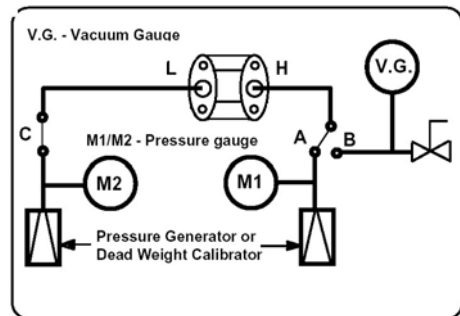 V.G. - Vacuum Gauge
V.G.
L
H
C
A
B
M1/M2 - Pressure gauge
M2
M1
Pressure Generator or
Dead Weight Calibrator